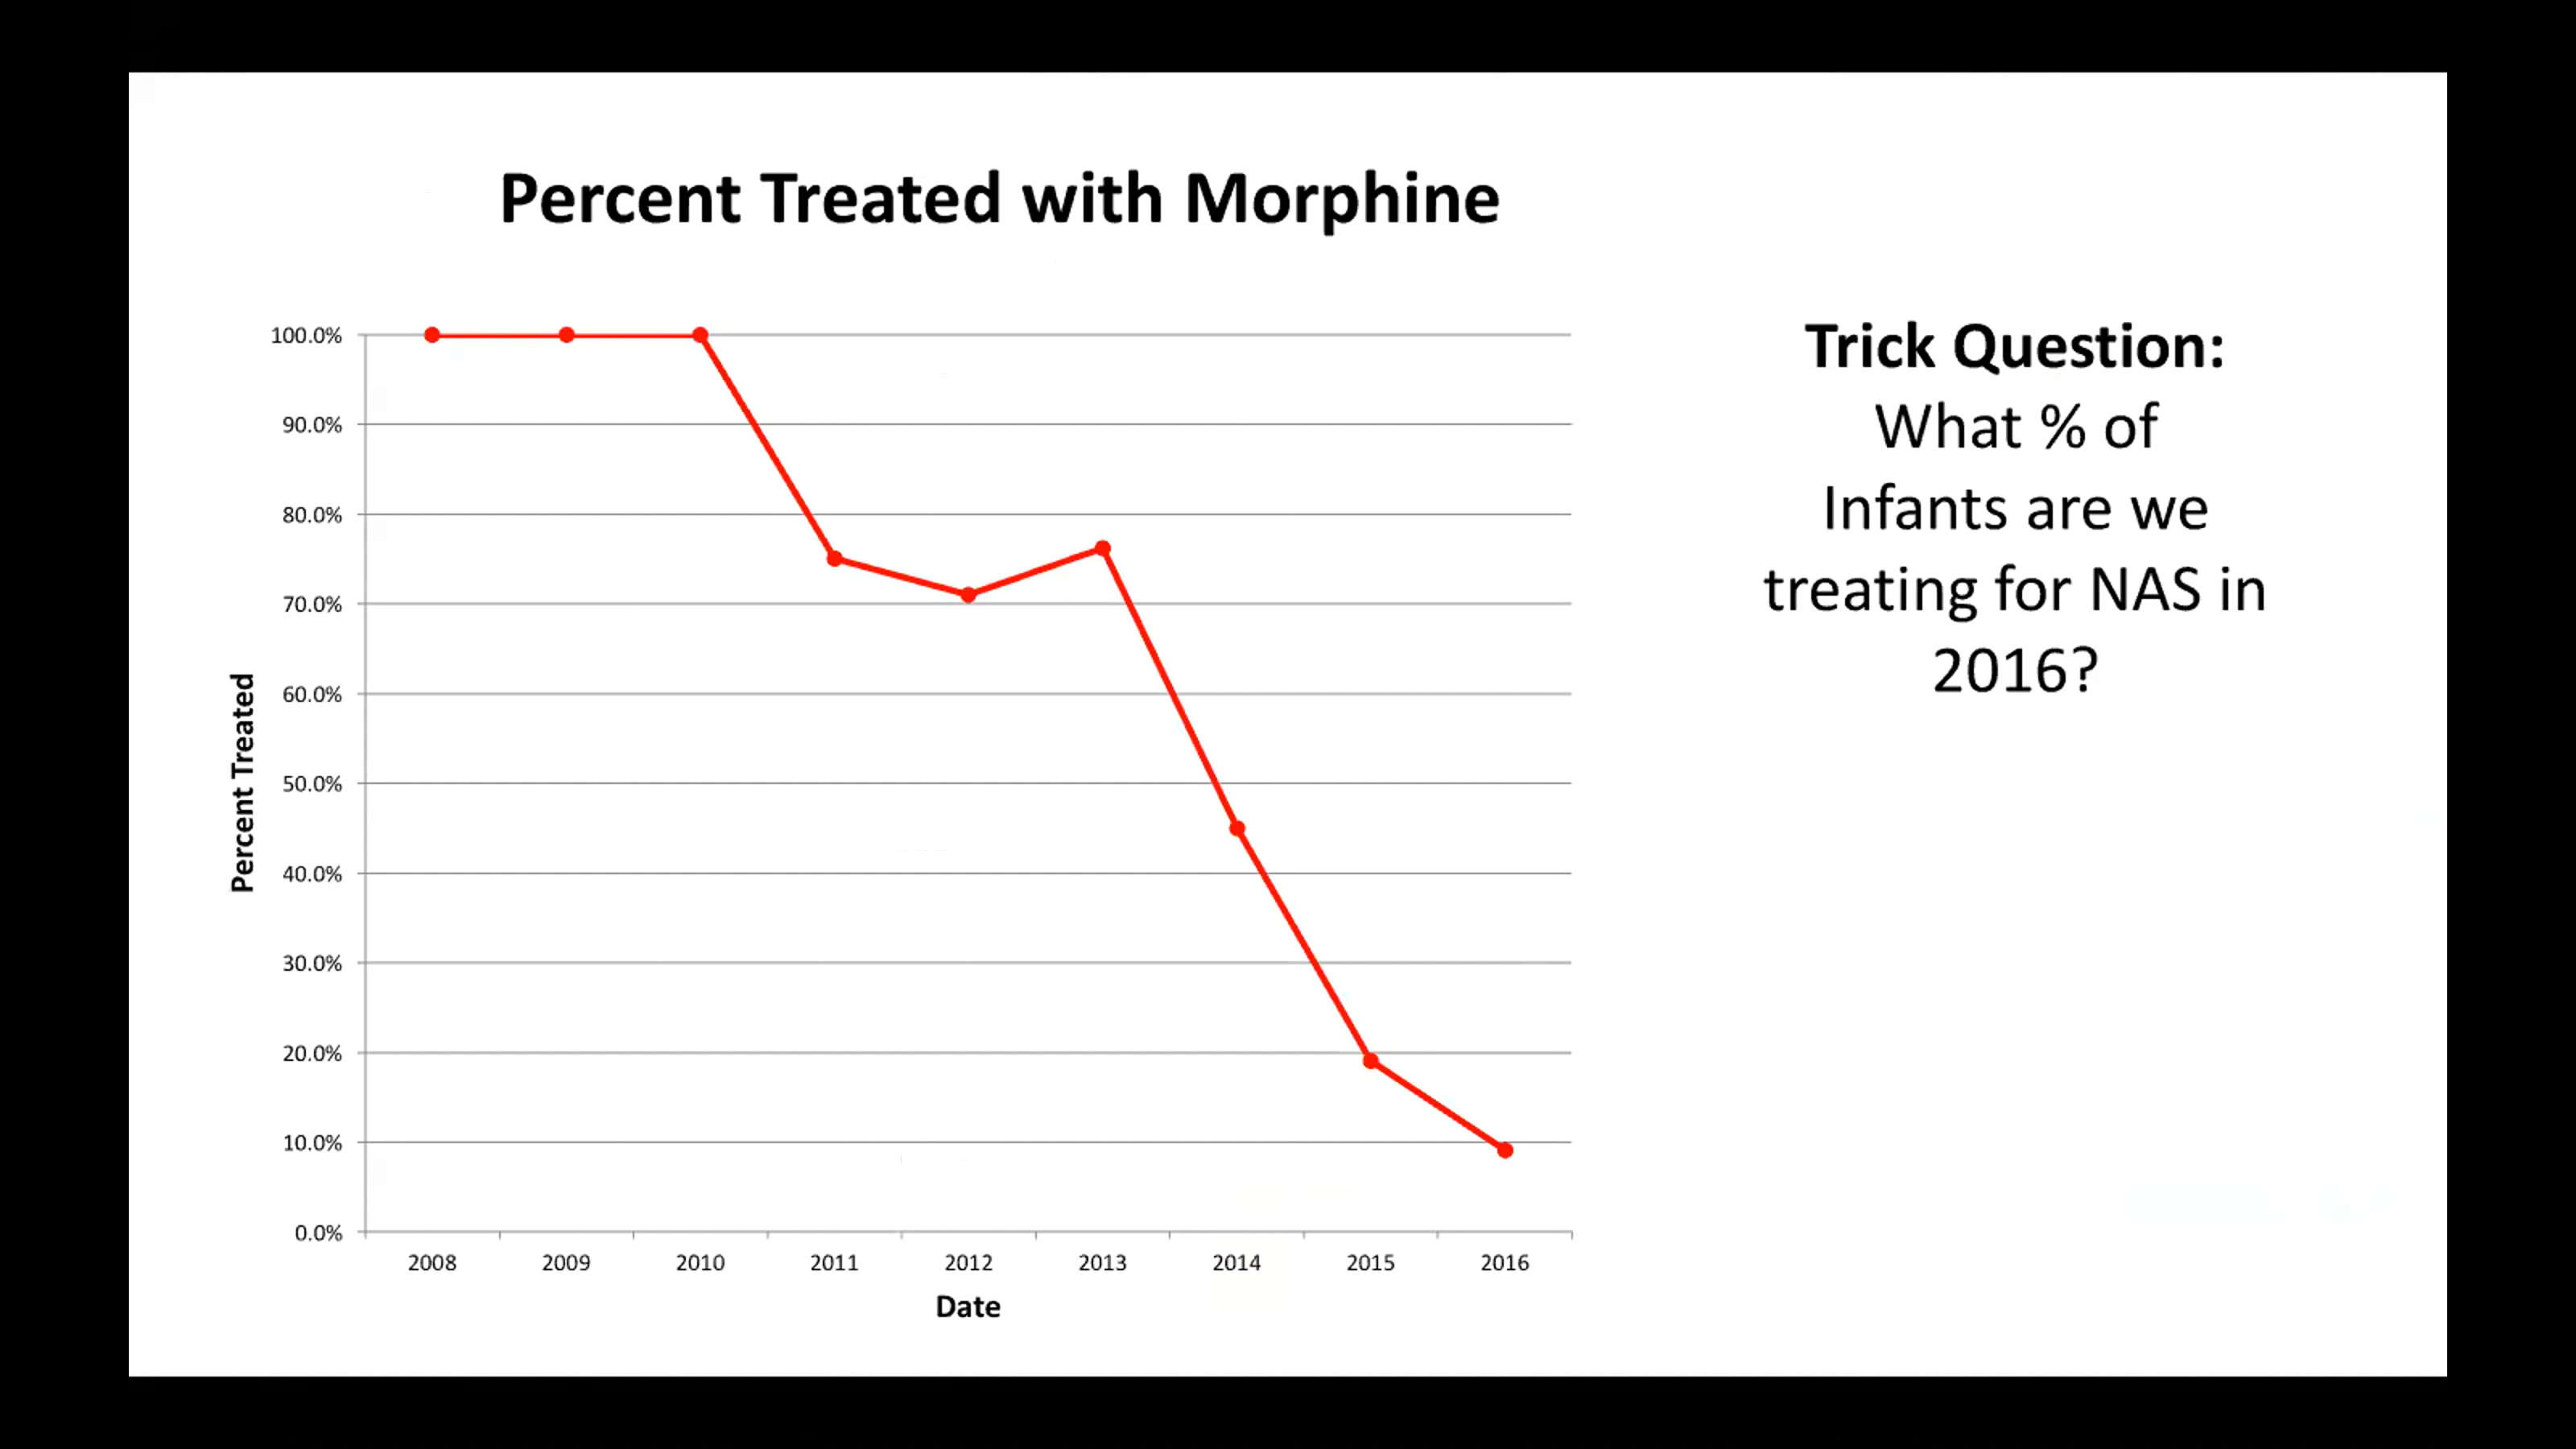 Percent Treated with Morphine
100.0%
90.0%
80.0%
70.0%
60.0%
50.0%
40.0%
30.0%
20.0%
10.0%
0.0%
Percent Treated
2008 2009 2010 2011 2012 2013 2014 2015 2016
Date
Trick Question:
What % of
Infants are we
treating for NAS in
2016?